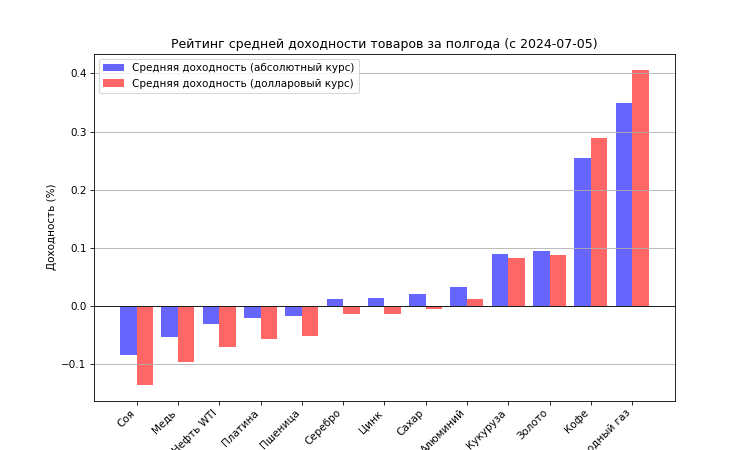 Рейтинг средней доходности товаров за полгода (с 2024-07-05)
Средняя доходность (абсолютный курс)
Средняя доходность (долларовый курс)
Доходность (%)
0.4
0.3
0.2
0.1
0.0
−0.1
Соя
Медь
Нефть WTI
Платина
Пшеница
Серебро
Цинк
Сахар
Алюминий
Кукуруза
Золото
Кофе
газ